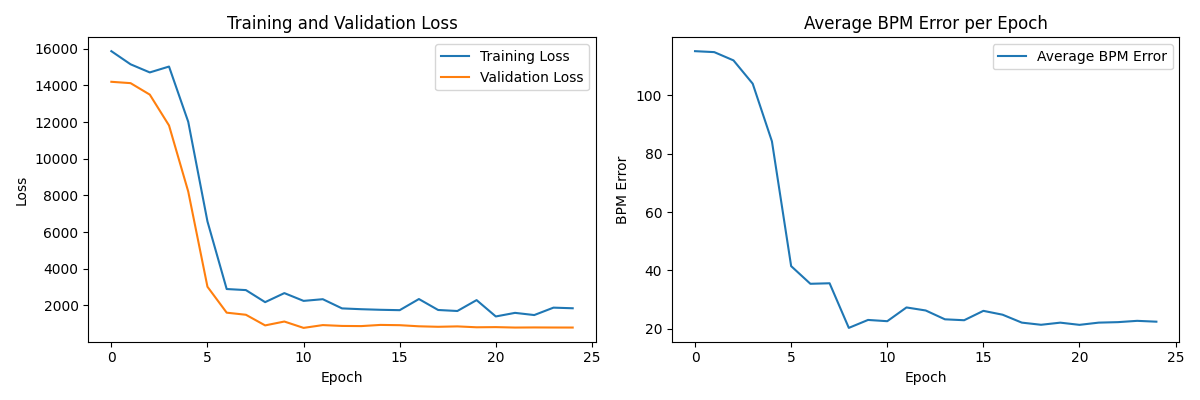 Training and Validation Loss
Training Loss
Validation Loss
16000
14000
12000
10000
8000
6000
4000
2000
Loss
0 5 10 15 20 25
Epoch
Average BPM Error per Epoch
Average BPM Error
100
80
60
40
20
BPM Error
0 5 10 15 20 25
Epoch